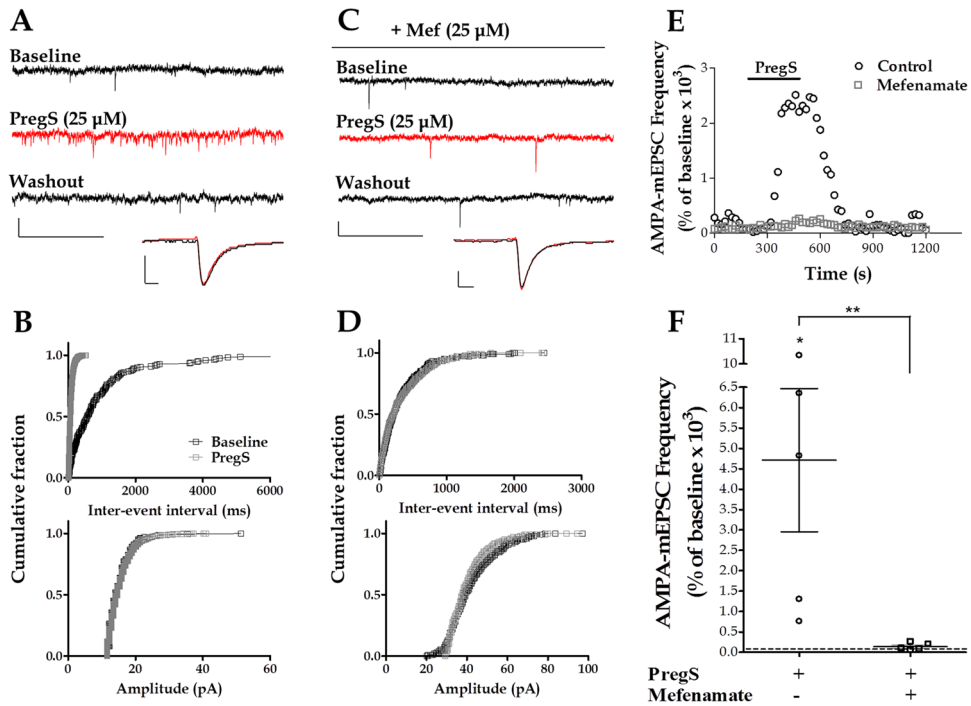 A
Baseline
PregS (25 µM)
Washout
C
+ Mef (25 µM)
Baseline
PregS (25 µM)
Washout
E
AMPA-mEPSC Frequency
(% of baseline x 10³)
3
2
1
0
PregS
Control
Mefenamate
0 300 600 900 1200
Time (s)
B
Cumulative fraction
1.0
0.5
0.0
Baseline
PregS
0 2000 4000 6000
Inter-event interval (ms)
1.0
0.5
0.0
0 20 40 60
Amplitude (pA)
D
Cumulative fraction
1.0
0.5
0.0
0 1000 2000 3000
Inter-event interval (ms)
1.0
0.5
0.0
0 20 40 60 80 100
Amplitude (pA)
F
AMPA-mEPSC Frequency
(% of baseline x10³)
**
*
11
10
6.5
6.0
5.5
5.0
4.5
4.0
3.5
3.0
2.5
2.0
1.5
1.0
0.5
0.0
PregS + +
Mefenamate - +